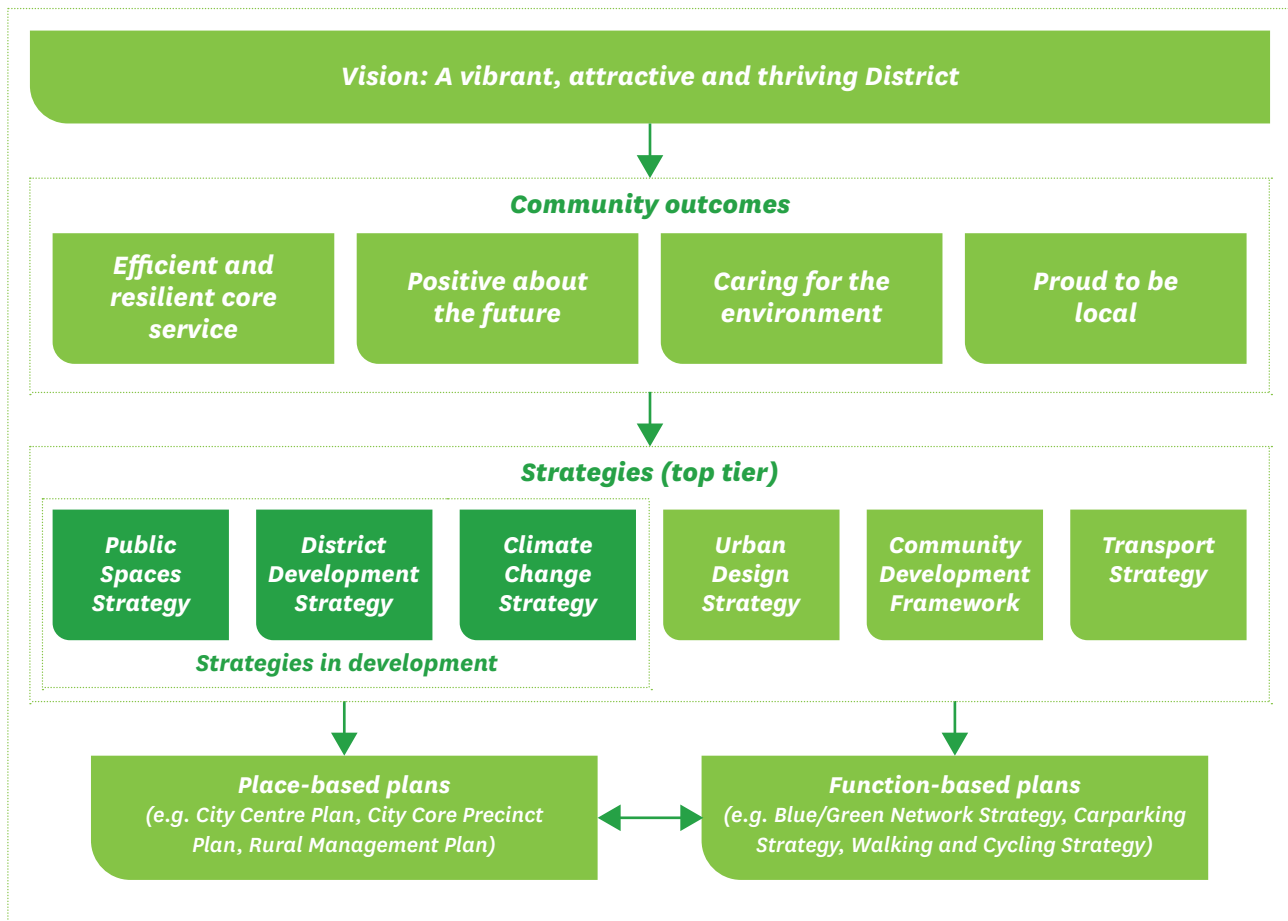 Vision: A vibrant, attractive and thriving District
Community outcomes
Efficient and
resilient core
service
Positive about
the future
Caring for the
environment
Proud to be
local
Strategies (top tier)
Public
Spaces
Strategy
District
Development
Strategy
Climate
Change
Strategy
Urban
Design
Strategy
Community
Development
Framework
Transport
Strategy
Strategies in development
Place-based plans
(e.g. City Centre Plan, City Core Precinct
Plan, Rural Management Plan)
Function-based plans
(e.g. Blue/Green Network Strategy, Carparking
Strategy, Walking and Cycling Strategy)